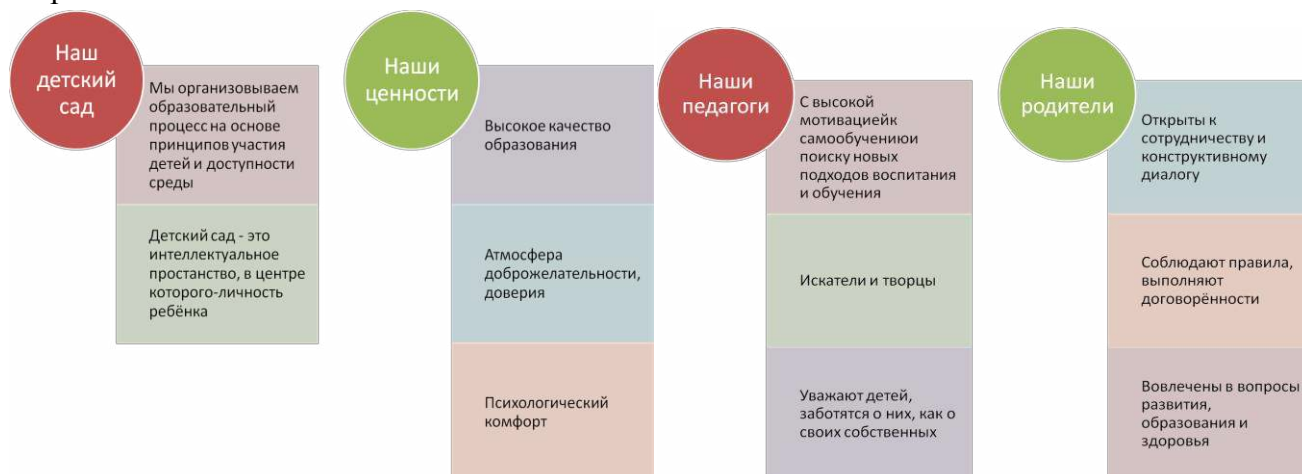 Наш
детский
сад
Мы организовываем
образовательный
процесс на основе
принципов участия
детей и доступности
среды
Детский сад - это
интеллектуальное
простанство, в центре
которого-личность
ребёнка
Наши
ценности
Высокое качество
образования
Атмосфера
доброжелательности,
доверия
Психологический
комфорт
Наши
педагоги
С высокой
мотивациейк
самообучениюи
поиску новых
подходов воспитания
и обучения
Искатели и творцы
Уважают детей,
заботятся о них, как о
своих собственных
Наши
родители
Открыты к
сотрудничеству и
конструктивному
диалогу
Соблюдают правила,
выполняют
договорённости
Вовлечены в вопросы
развития,
образования и
здоровья